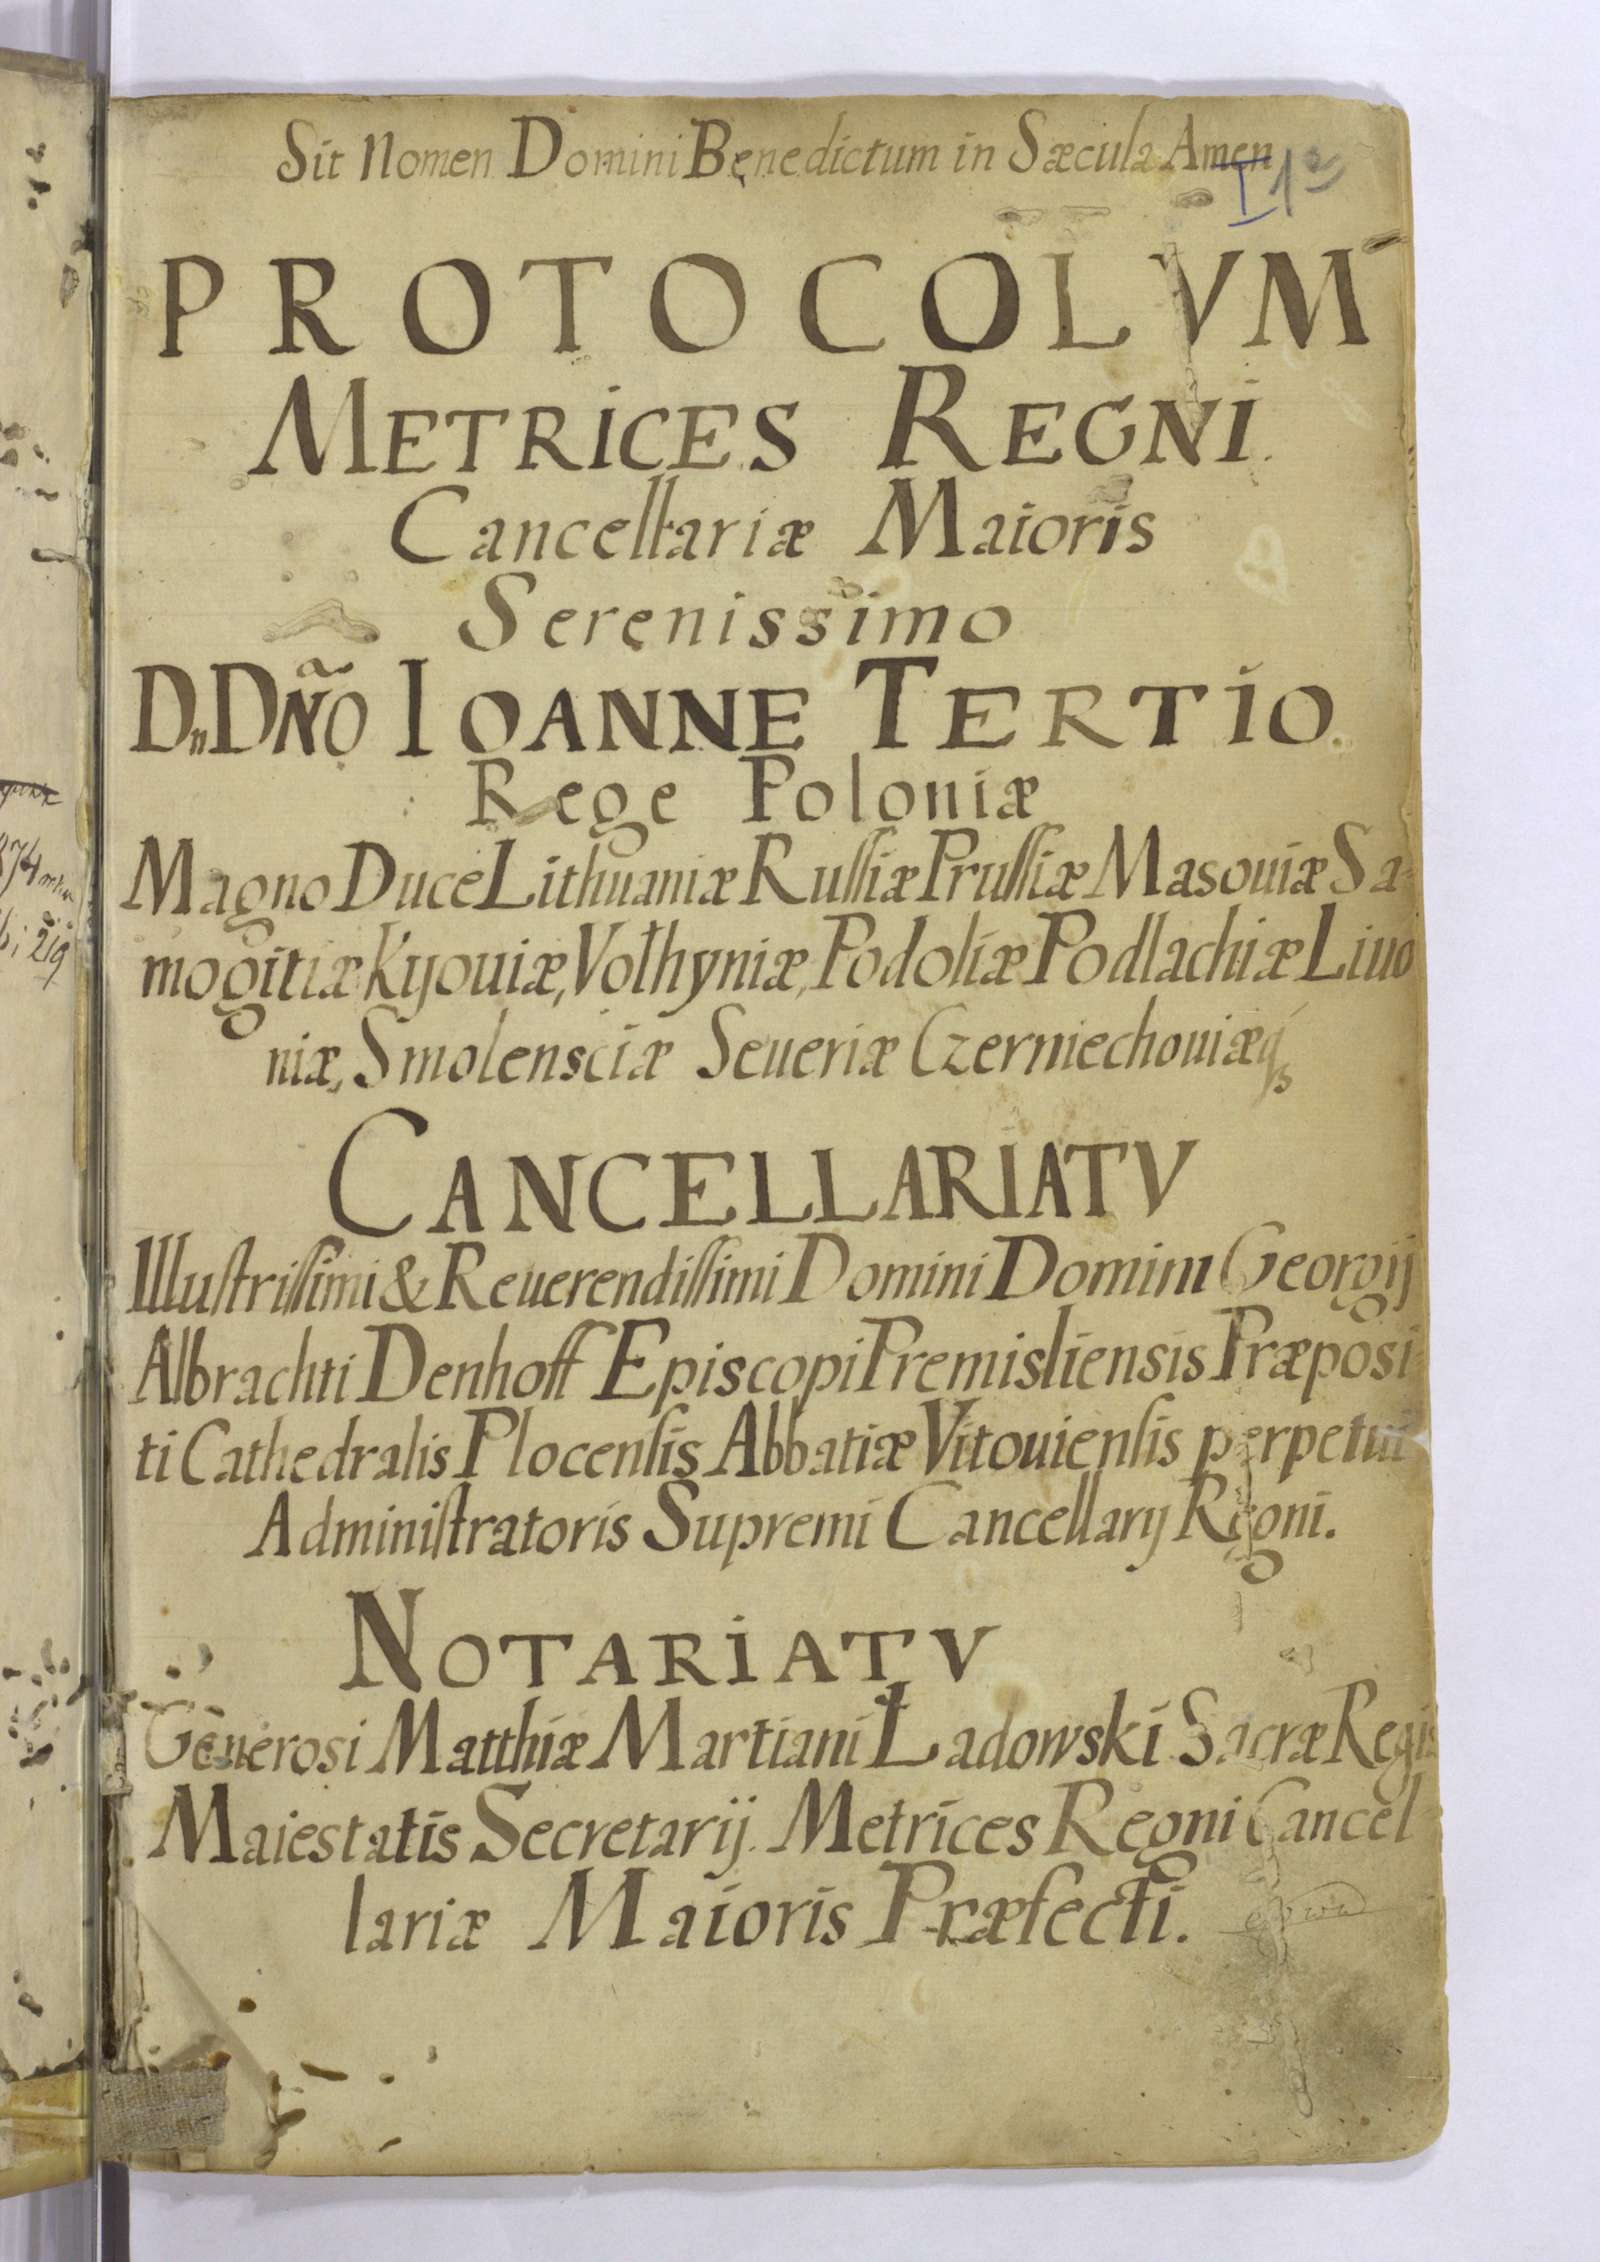 Sit Nomen Domini Benedictum in Sæcula Amen
I 1
PROTOCOLVM
METRICES REGNI
Cancellariæ Maioris
Serenissimo
DnDÑO IOANNE TERTIO
Rege Poloniæ
Magno Duce Lithuaniæ Russiæ Prussiæ Masouiæ Sa-
mogitiæ Kyouiæ, Volhyniæ, Podoliæ Podlachiæ Liuo
niæ, Smolensciæ Seueriæ Czerniechouiæq;
CANCELLARIATV
Illustrissimi & Reuerendissimi Domini Domini Georgij
Albrachti Denhoff Episcopi Premisliensis Præposi-
ti Cathedralis Plocensis Abbatiæ Vitouiensis perpetui
Administratoris Supremi Cancellarij Regni.
NOTARIATV
Generosi Matthiæ Martiani Ładowski Sacræ Regis
Maiestatis Secretarij. Metrices Regni Cancel-
lariæ Maioris Præfecti.